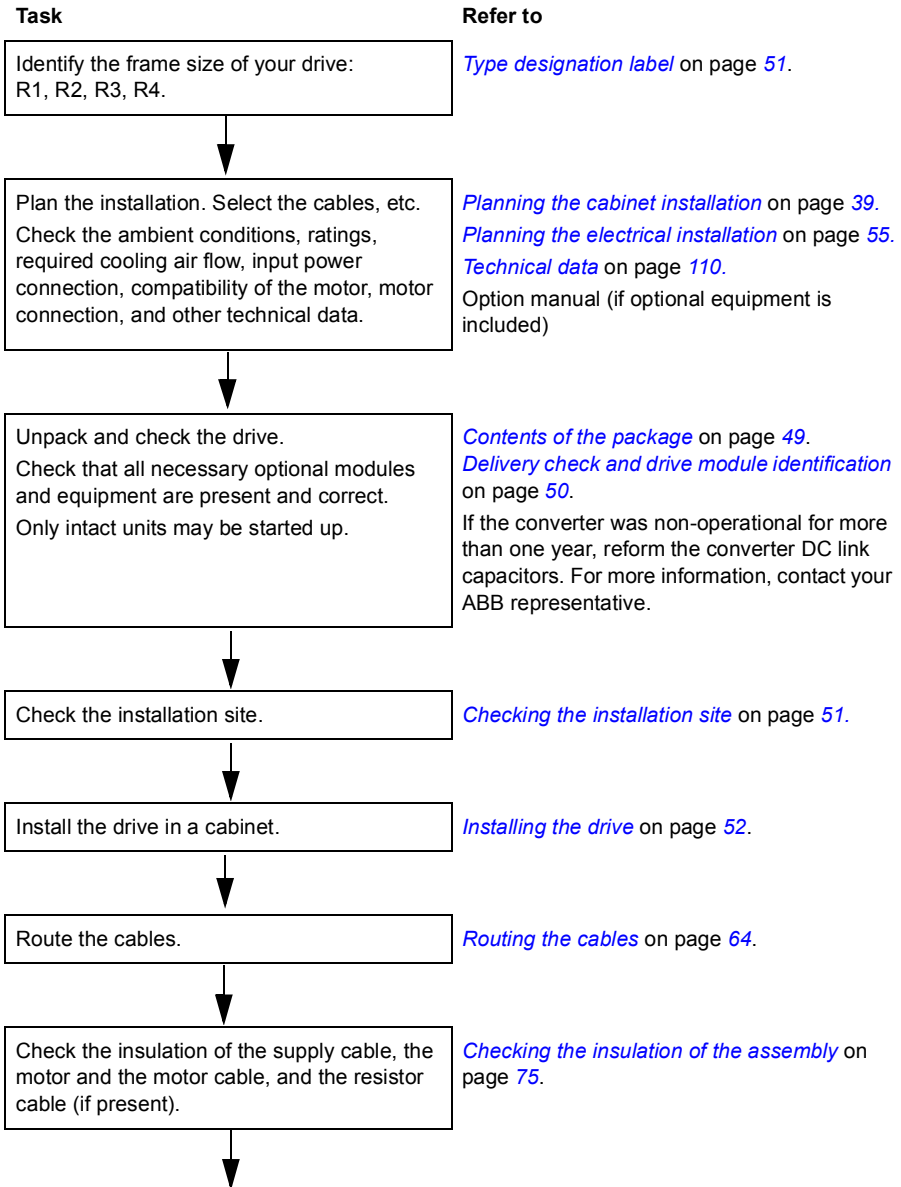 Task
Refer to
Identify the frame size of your drive:
R1, R2, R3, R4.
Type designation label on page 51.
Plan the installation. Select the cables, etc.
Check the ambient conditions, ratings,
required cooling air flow, input power
connection, compatibility of the motor, motor
connection, and other technical data.
Planning the cabinet installation on page 39.
Planning the electrical installation on page 55.
Technical data on page 110.
Option manual (if optional equipment is
included)
Unpack and check the drive.
Check that all necessary optional modules
and equipment are present and correct.
Only intact units may be started up.
Contents of the package on page 49.
Delivery check and drive module identification
on page 50.
If the converter was non-operational for more
than one year, reform the converter DC link
capacitors. For more information, contact your
ABB representative.
Check the installation site.
Checking the installation site on page 51.
Install the drive in a cabinet.
Installing the drive on page 52.
Route the cables.
Routing the cables on page 64.
Check the insulation of the supply cable, the
motor and the motor cable, and the resistor
cable (if present).
Checking the insulation of the assembly on
page 75.